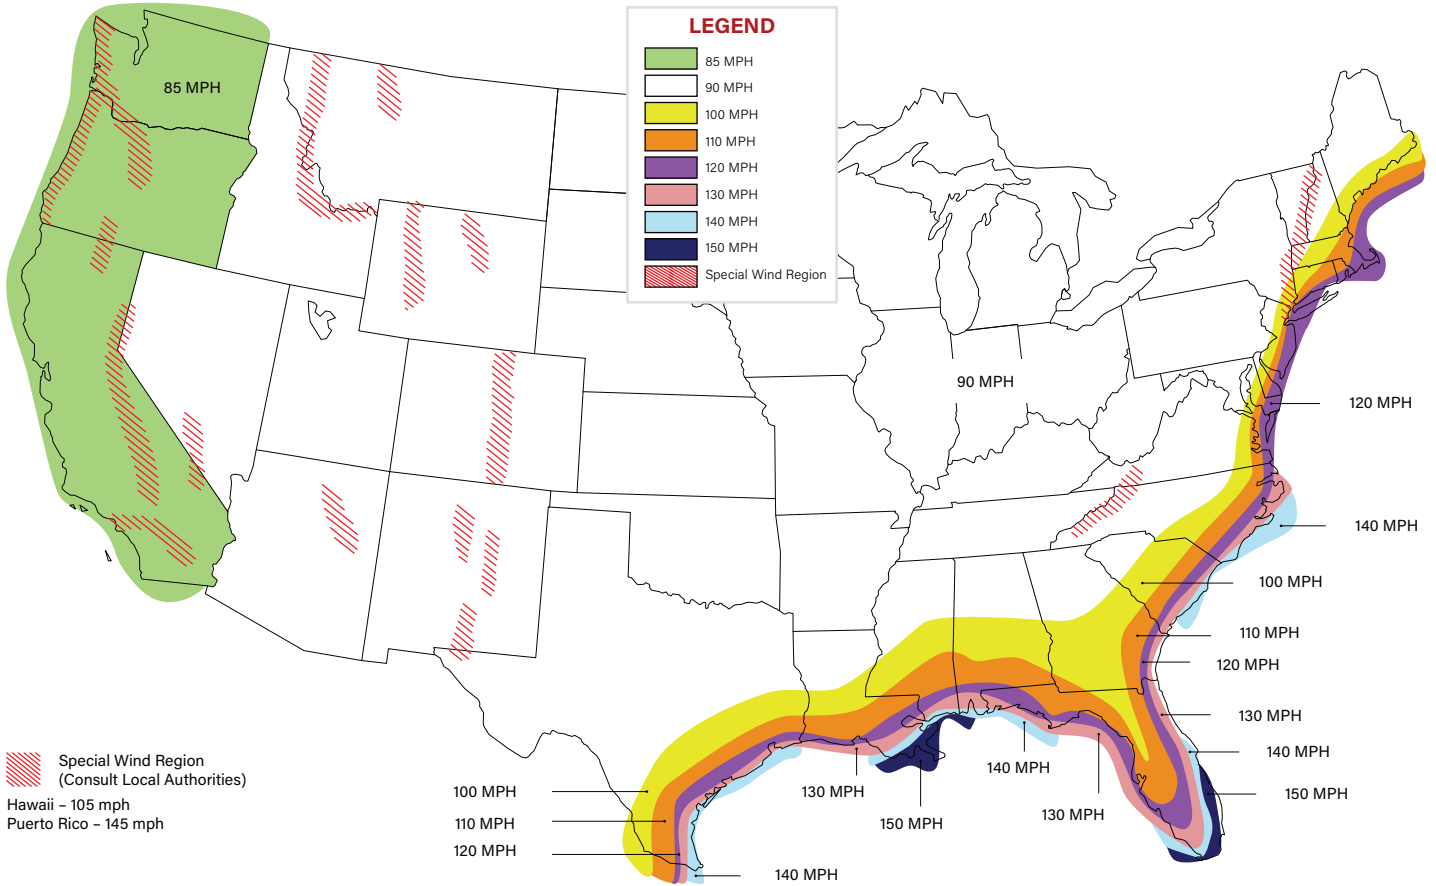 LEGEND
85 MPH
90 MPH
100 MPH
110 MPH
120 MPH
130 MPH
140 MPH
150 MPH
Special Wind Region
85 MPH
90 MPH
120 MPH
140 MPH
100 MPH
110 MPH
120 MPH
130 MPH
140 MPH
150 MPH
140 MPH
130 MPH
130 MPH
150 MPH
100 MPH
110 MPH
120 MPH
140 MPH
Special Wind Region
(Consult Local Authorities)
Hawaii – 105 mph
Puerto Rico – 145 mph